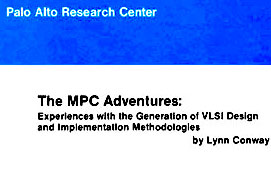 Palo Alto Research Center
The MPC Adventures:
Experiences with the Generation of VLSI Design
and Implementation Methodologies
by Lynn Conway